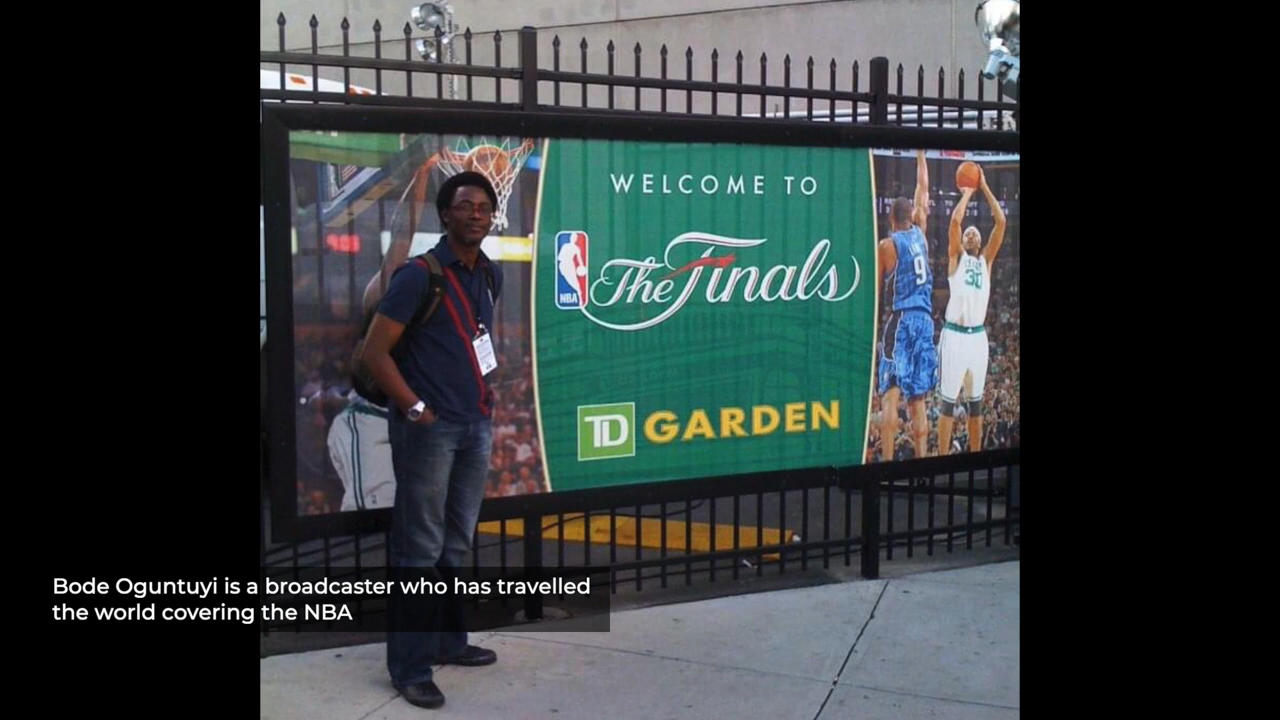 WELCOME TO
NBA The Finals
TD GARDEN
9
30
Bode Oguntuyi is a broadcaster who has travelled
the world covering the NBA